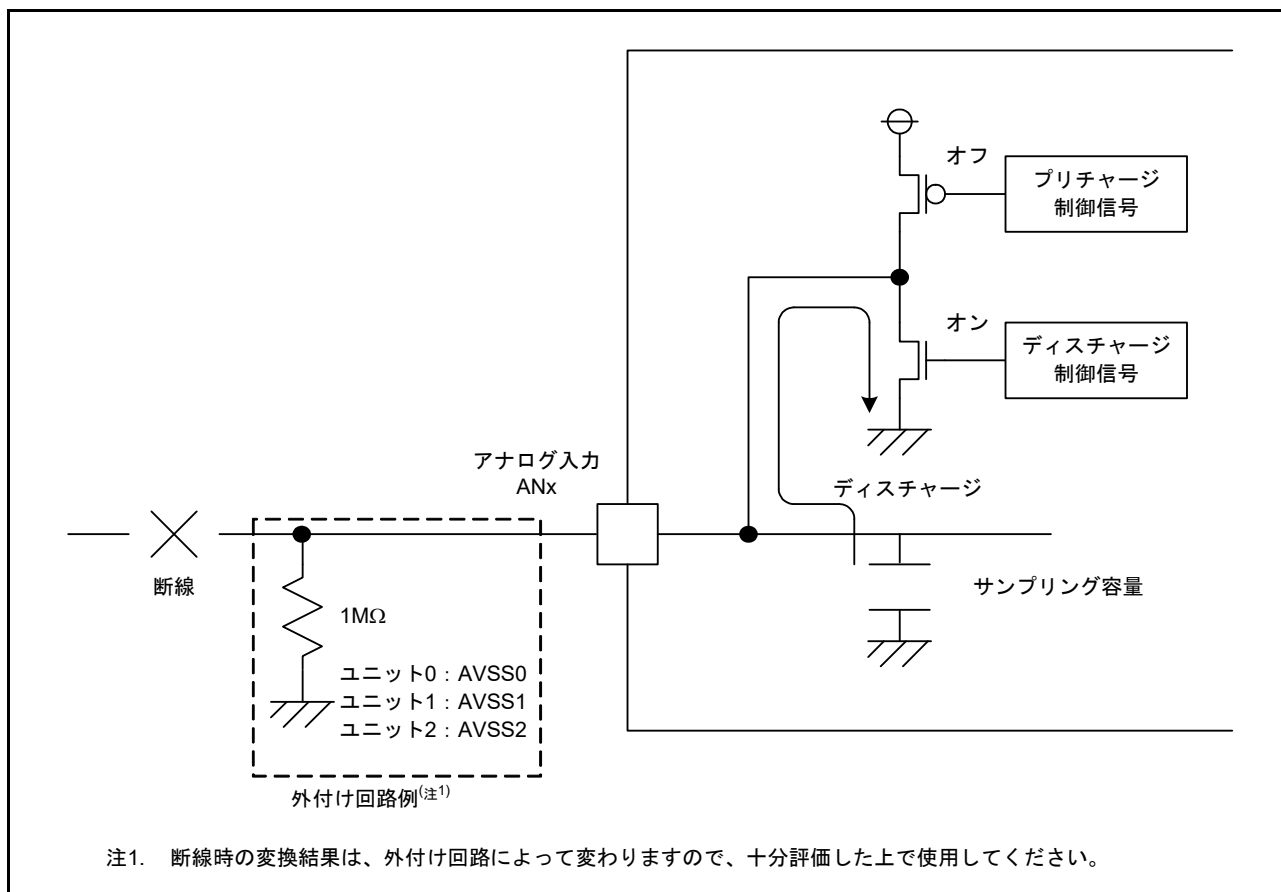 オフ
プリチャージ
制御信号
オン
ディスチャージ
制御信号
アナログ入力
ANx
ディスチャージ
断線
1MΩ
サンプリング容量
ユニット0：AVSS0
ユニット1：AVSS1
ユニット2：AVSS2
外付け回路例(注1)
注1. 断線時の変換結果は、外付け回路によって変わりますので、十分評価した上で使用してください。